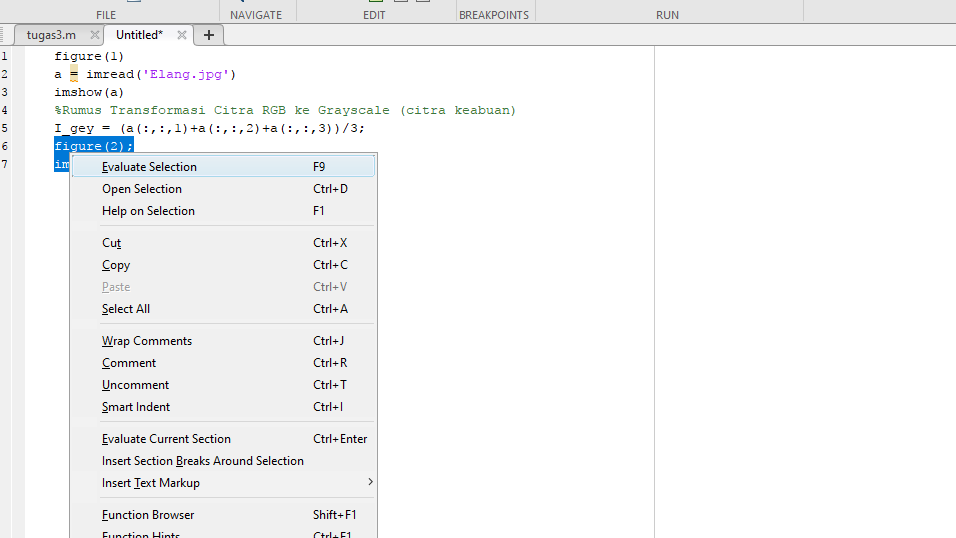 FILE NAVIGATE EDIT BREAKPOINTS RUN
tugas3.m Untitled* +
1 figure(1)
2 a = imread('Elang.jpg')
3 imshow(a)
4 %Rumus Transformasi Citra RGB ke Grayscale (citra keabuan)
5 I_gey = (a(:,:,1)+a(:,:,2)+a(:,:,3))/3;
6 figure(2);
7 im
Evaluate Selection F9
Open Selection Ctrl+D
Help on Selection F1
Cut Ctrl+X
Copy Ctrl+C
Paste Ctrl+V
Select All Ctrl+A
Wrap Comments Ctrl+J
Comment Ctrl+R
Uncomment Ctrl+T
Smart Indent Ctrl+I
Evaluate Current Section Ctrl+Enter
Insert Section Breaks Around Selection
Insert Text Markup
Function Browser Shift+F1
Function Hints Ctrl+F1